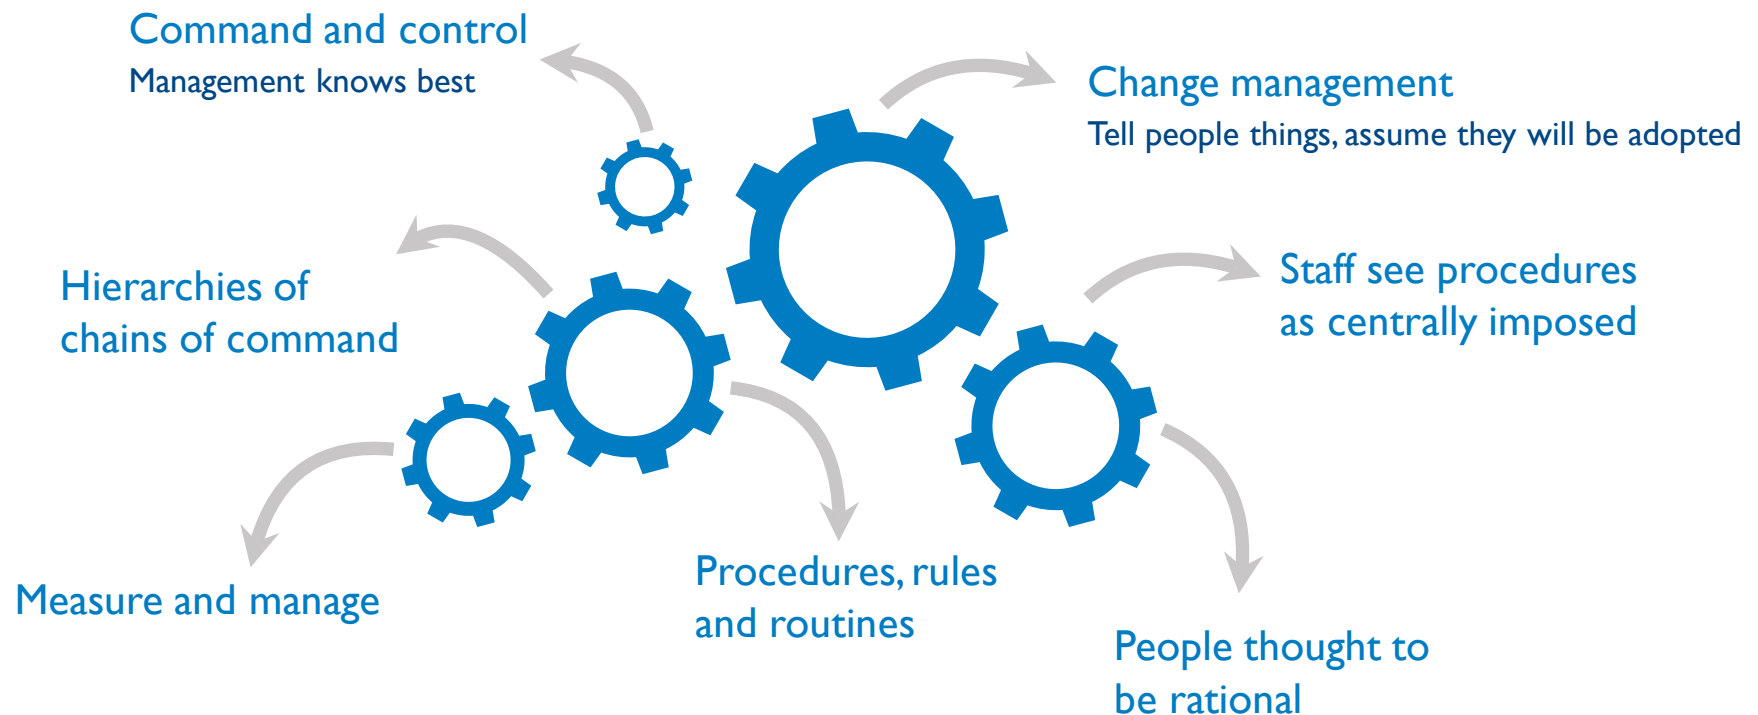 Command and control
Management knows best
Change management
Tell people things, assume they will be adopted
Hierarchies of
chains of command
Staff see procedures
as centrally imposed
Measure and manage
Procedures, rules
and routines
People thought to
be rational